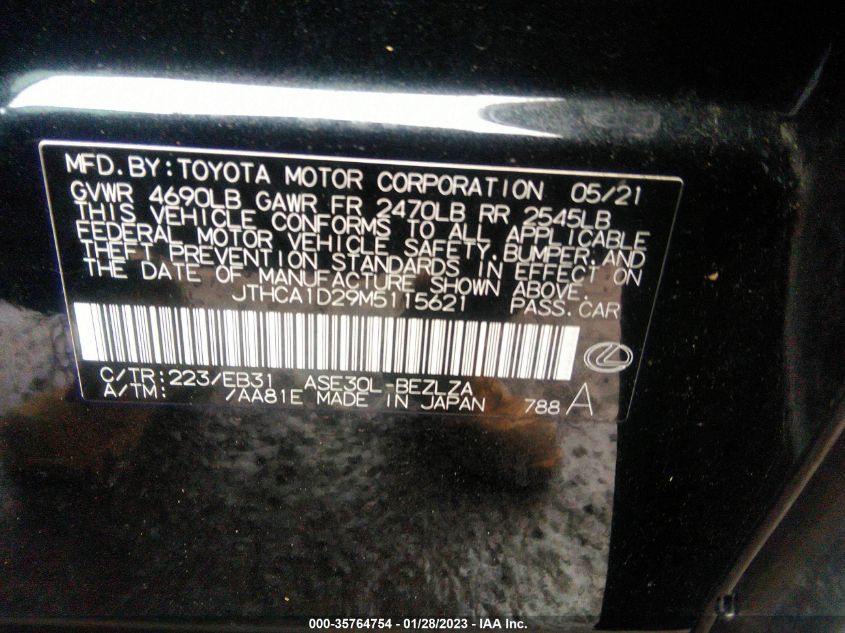 MFD. BY: TOYOTA MOTOR CORPORATION 05/21
GVWR 4690LB GAWR FR 2470LB RR 2545LB
THIS VEHICLE CONFORMS TO ALL APPLICABLE
FEDERAL MOTOR VEHICLE SAFETY, BUMPER, AND
THEFT PREVENTION STANDARDS IN EFFECT ON
THE DATE OF MANUFACTURE SHOWN ABOVE.
JTHCA1D29M5115621 PASS. CAR
C/TR: 223/EB31 ASE30L-BEZLZA
A/TM: /AA81E MADE IN JAPAN 788 A
000-35764754 - 01/28/2023 - IAA Inc.